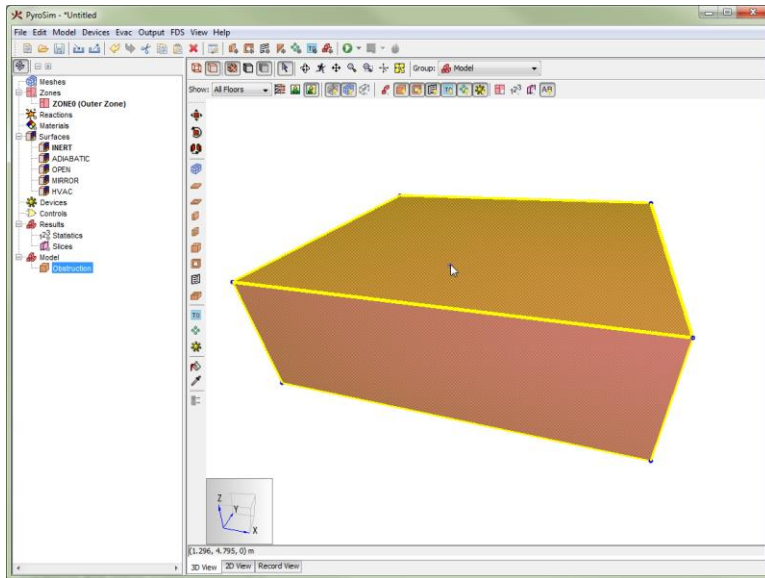 PyroSim - "Untitled
File Edit Model Devices Evac Output FDS View Help
Group: Model
Show: All Floors
Meshes
Zones
ZONE0 (Outer Zone)
Reactions
Materials
Surfaces
INERT
ADIABATIC
OPEN
MIRROR
HVAC
Devices
Controls
Results
Statistics
Slices
Model
Obstruction
Z
Y
X
(1.296, 4.795, 0) m
3D View 2D View Record View